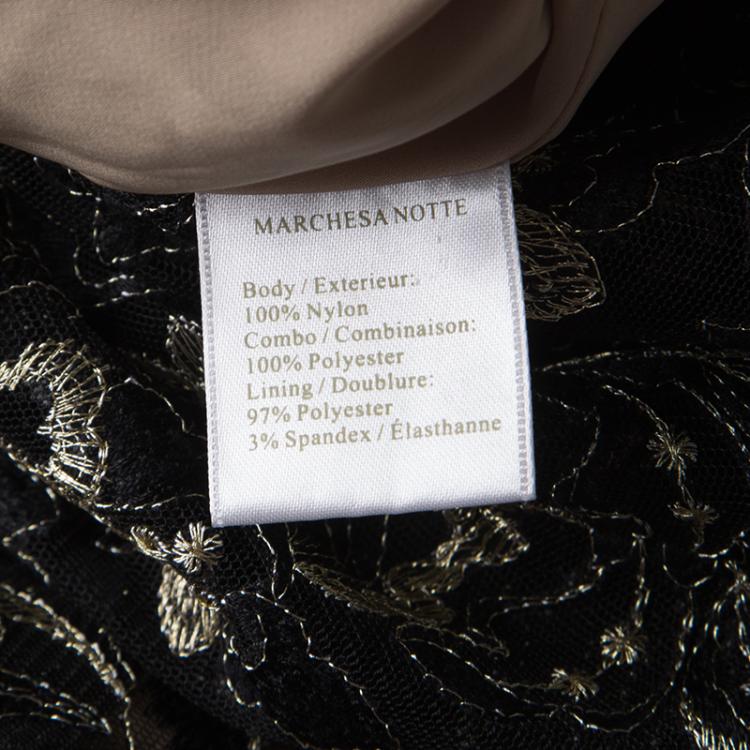 MARCHESA NOTTE
Body / Exterieur:
100% Nylon
Combo / Combinaison:
100% Polyester
Lining / Doublure:
97% Polyester
3% Spandex / Élasthanne